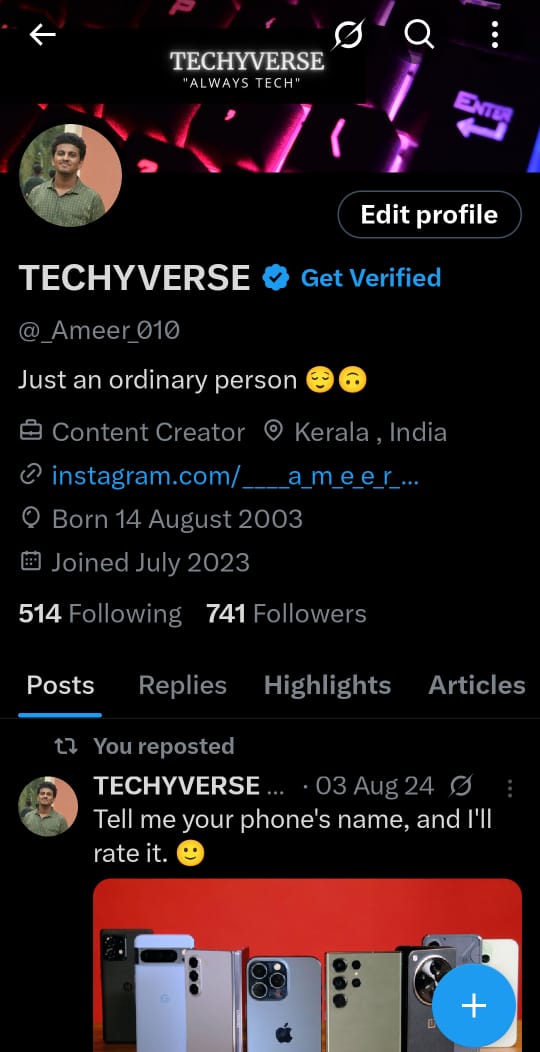 TECHYVERSE
"ALWAYS TECH"
ENTER
Edit profile
TECHYVERSE Get Verified
@_Ameer_010
Just an ordinary person 😌🙃
Content Creator Kerala , India
instagram.com/____a_m_e_e_r_...
Born 14 August 2003
Joined July 2023
514 Following 741 Followers
Posts Replies Highlights Articles
You reposted
TECHYVERSE ... · 03 Aug 24
Tell me your phone's name, and I'll
rate it. 🙂